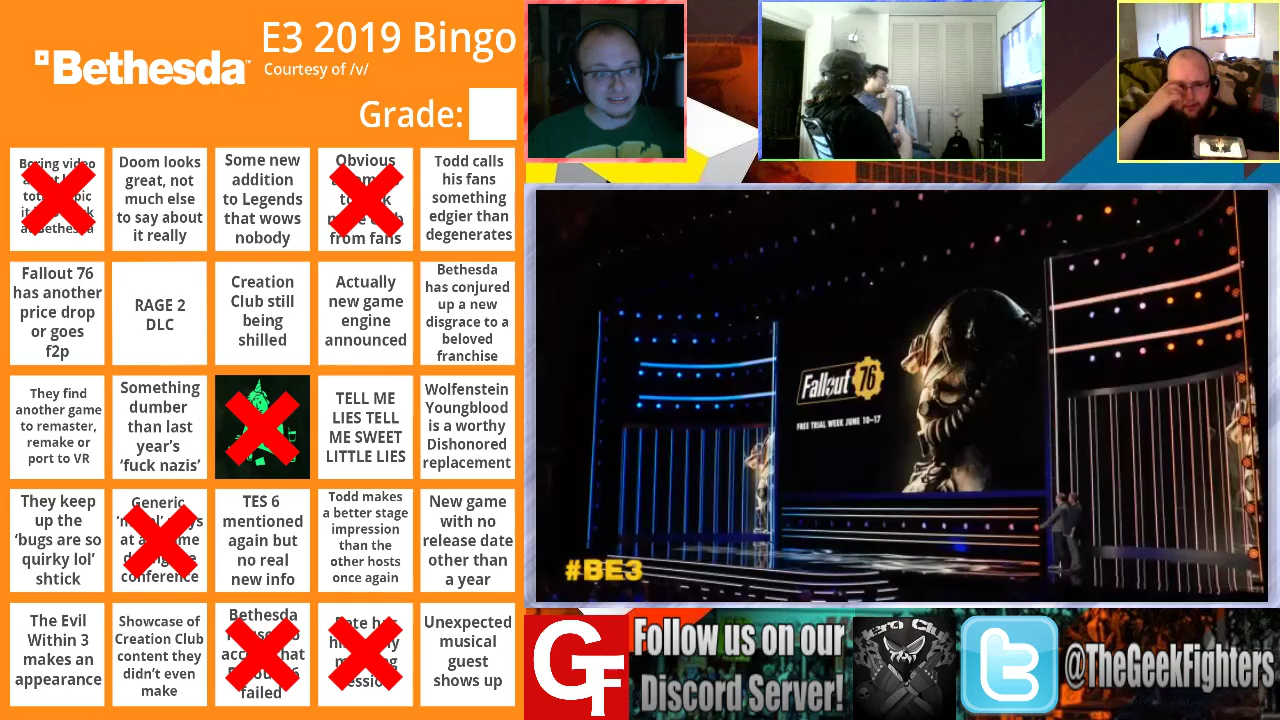 Bethesda
E3 2019 Bingo
Courtesy of /v/
Grade:
Boring video
Doom looks
great, not
much else
to say about
it really
Some new
addition
to Legends
that wows
nobody
Obvious
from fans
Todd calls
his fans
something
edgier than
degenerates
Fallout 76
has another
price drop
or goes
f2p
RAGE 2
DLC
Creation
Club still
being
shilled
Actually
new game
engine
announced
Bethesda
has conjured
up a new
disgrace to a
beloved
franchise
They find
another game
to remaster,
remake or
port to VR
Something
dumber
than last
year's
'fuck nazis'
TELL ME
LIES TELL
ME SWEET
LITTLE LIES
Wolfenstein
Youngblood
is a worthy
Dishonored
replacement
They keep
up the
'bugs are so
quirky lol'
shtick
Generic
at
conference
TES 6
mentioned
again but
no real
new info
Todd makes
a better stage
impression
than the
other hosts
once again
New game
with no
release date
other than
a year
The Evil
Within 3
makes an
appearance
Showcase of
Creation Club
content they
didn't even
make
Bethesda
failed
Unexpected
musical
guest
shows up
Fallout 76
FREE TRIAL WEEK JUNE 10–17
#BE3
GF
Follow us on our
Discord Server!
Hero Club
@TheGeekFighters